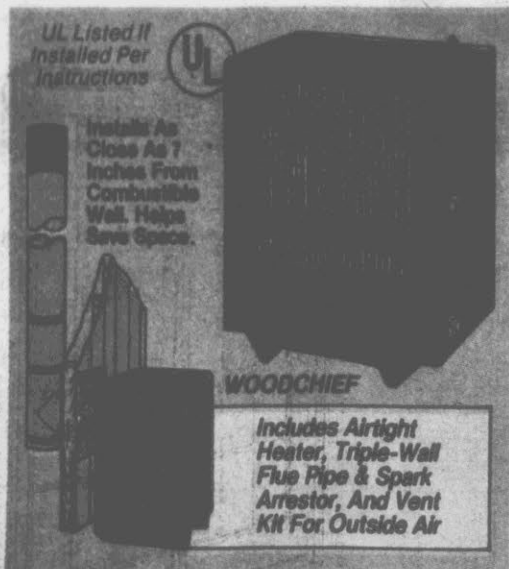 UL Listed If
Installed Per
Instructions
UL
Installs As
Close As 7
Inches From
Combustible
Wall. Helps
Save Space.
WOODCHIEF
Includes Airtight
Heater, Triple-Wall
Flue Pipe & Spark
Arrestor, And Vent
Kit For Outside Air